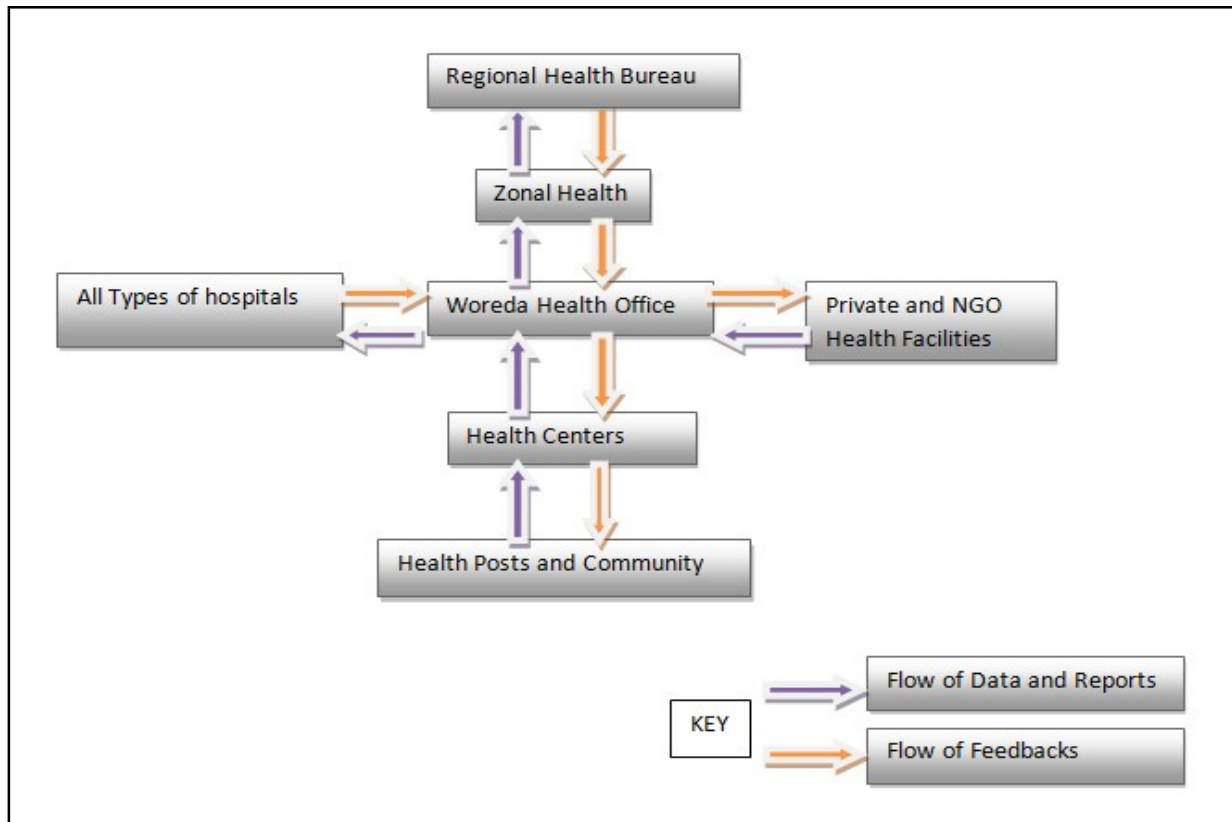 Regional Health Bureau
Zonal Health
All Types of hospitals
Woreda Health Office
Private and NGO
Health Facilities
Health Centers
Health Posts and Community
KEY
Flow of Data and Reports
Flow of Feedbacks